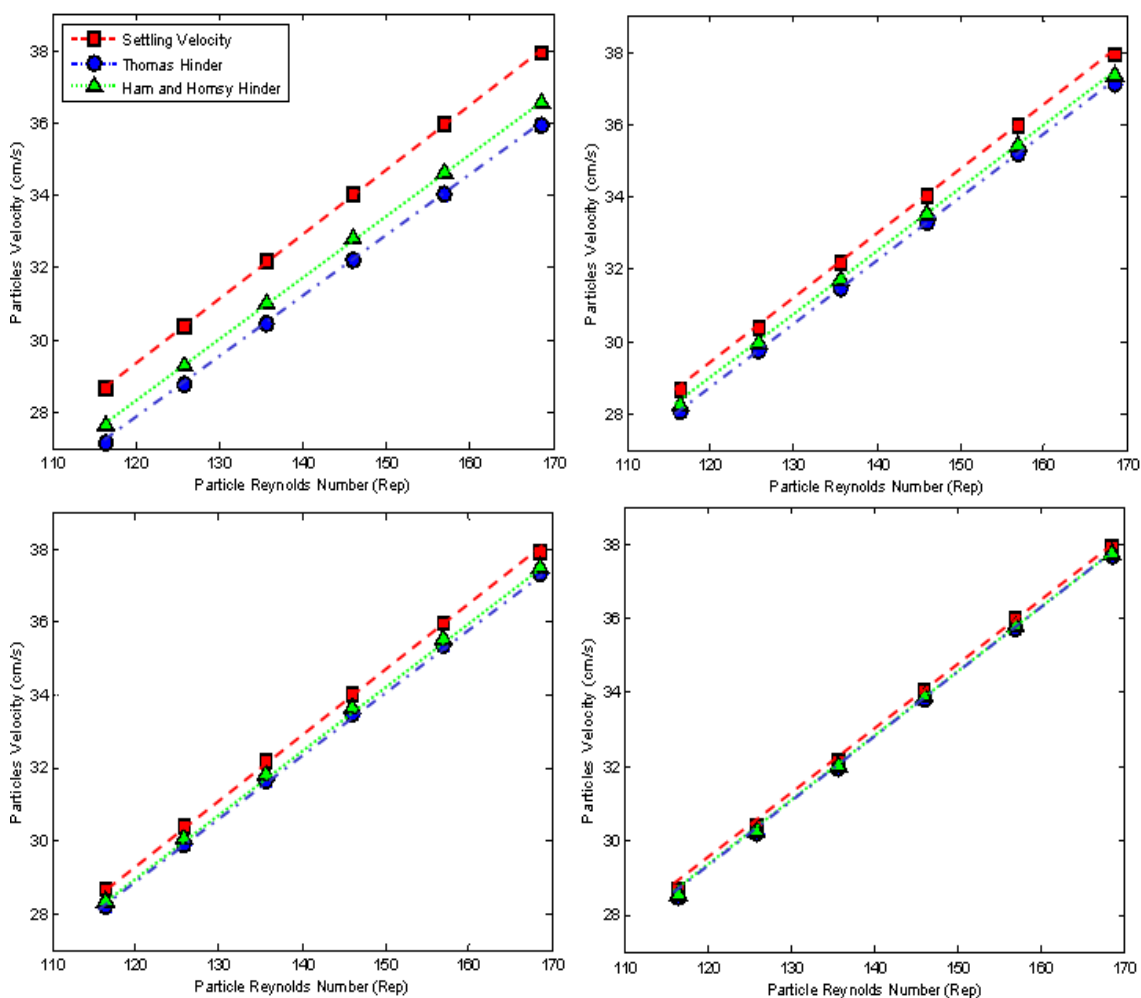 Settling Velocity
Thomas Hinder
Ham and Homsy Hinder
38
36
34
32
30
28
Particles Velocity (cm/s)
110 120 130 140 150 160 170
Particle Reynolds Number (Rep)
38
36
34
32
30
28
Particles Velocity (cm/s)
110 120 130 140 150 160 170
Particle Reynolds Number (Rep)
38
36
34
32
30
28
Particles Velocity (cm/s)
110 120 130 140 150 160 170
Particle Reynolds Number (Rep)
38
36
34
32
30
28
Particles Velocity (cm/s)
110 120 130 140 150 160 170
Particle Reynolds Number (Rep)